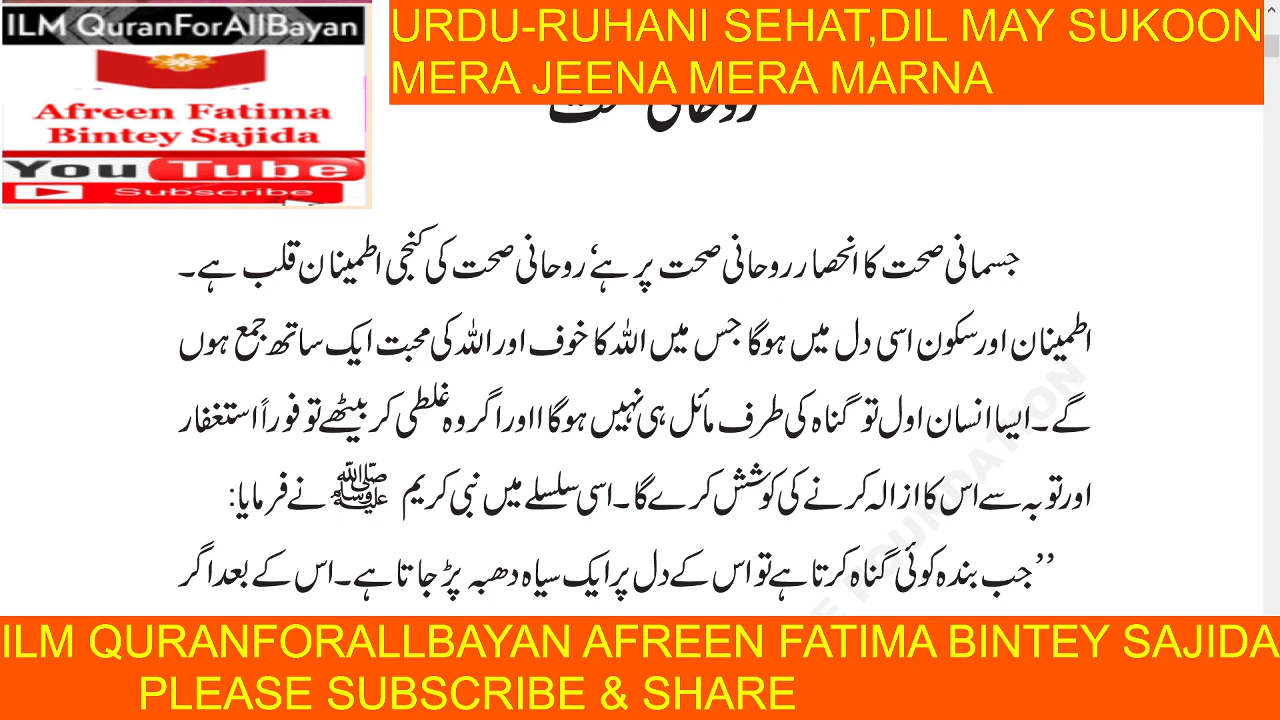 ILM QuranForAllBayan
Afreen Fatima
Bintey Sajida
You Tube
Subscribe
URDU-RUHANI SEHAT,DIL MAY SUKOON
MERA JEENA MERA MARNA
روحانی صحت
جسمانی صحت کا انحصار روحانی صحت پر ہے‘ روحانی صحت کی کنجی اطمینان قلب ہے۔
اطمینان اور سکون اسی دل میں ہوگا جس میں اللہ کا خوف اور اللہ کی محبت ایک ساتھ جمع ہوں
گے۔ ایسا انسان اول تو گناہ کی طرف مائل ہی نہیں ہوگا ااور اگر وہ غلطی کر بیٹھے تو فوراً استغفار
اور توبہ سے اس کا ازالہ کرنے کی کوشش کرے گا۔ اسی سلسلے میں نبی کریم ﷺ نے فرمایا:
’’جب بندہ کوئی گناہ کرتا ہے تو اس کے دل پر ایک سیاہ دھبہ پڑ جاتا ہے۔ اس کے بعد اگر
E FOUNDATION
ILM QURANFORALLBAYAN AFREEN FATIMA BINTEY SAJIDA
PLEASE SUBSCRIBE & SHARE